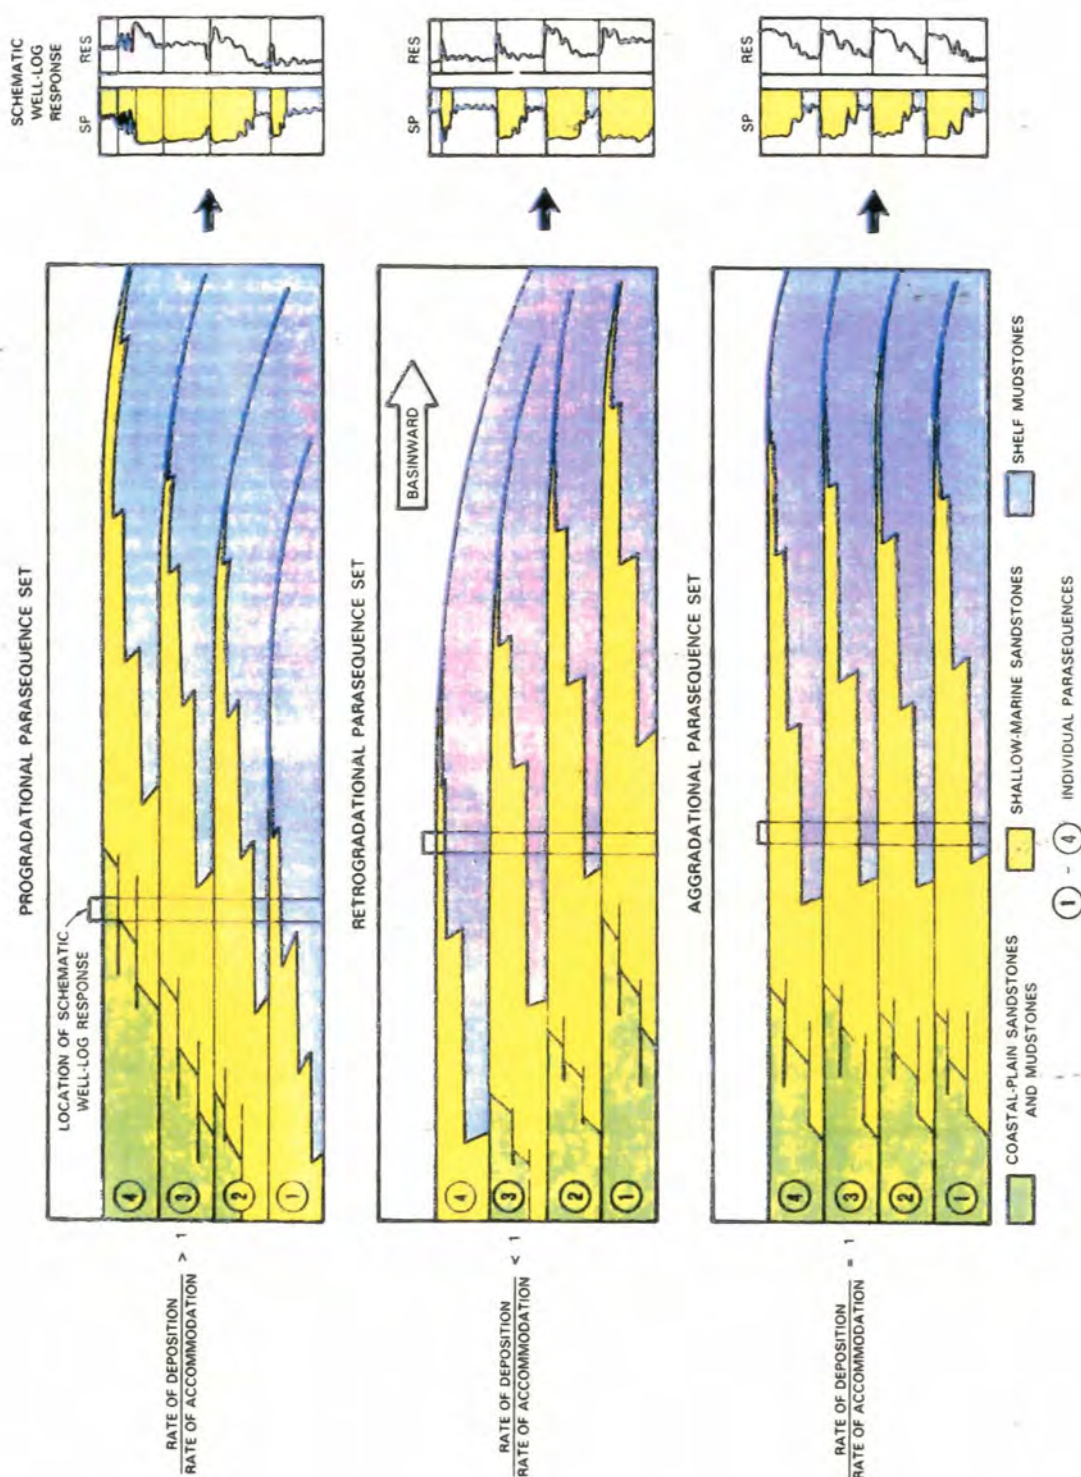 PROGRADATIONAL PARASEQUENCE SET
SCHEMATIC
WELL-LOG
RESPONSE
SP
RES
LOCATION OF SCHEMATIC
WELL-LOG RESPONSE
RATE OF DEPOSITION
RATE OF ACCOMMODATION
> 1
4
3
2
1
RETROGRADATIONAL PARASEQUENCE SET
SP
RES
BASINWARD
RATE OF DEPOSITION
RATE OF ACCOMMODATION
< 1
4
3
2
1
AGGRADATIONAL PARASEQUENCE SET
SP
RES
RATE OF DEPOSITION
RATE OF ACCOMMODATION
= 1
4
3
2
1
COASTAL-PLAIN SANDSTONES
AND MUDSTONES
SHALLOW-MARINE SANDSTONES
SHELF MUDSTONES
1 - 4 INDIVIDUAL PARASEQUENCES